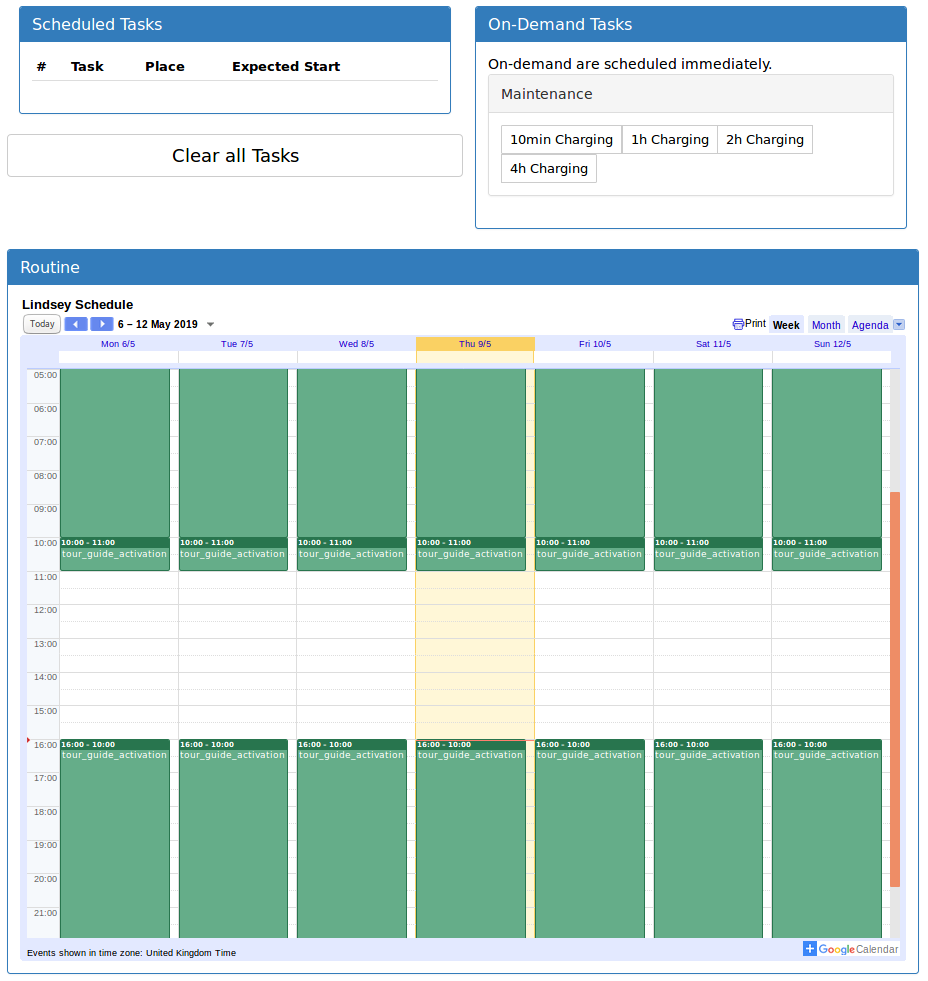 Scheduled Tasks
# Task Place Expected Start
Clear all Tasks
On-Demand Tasks
On-demand are scheduled immediately.
Maintenance
10min Charging 1h Charging 2h Charging
4h Charging
Routine
Lindsey Schedule
Today 6 – 12 May 2019 Print Week Month Agenda
Mon 6/5 Tue 7/5 Wed 8/5 Thu 9/5 Fri 10/5 Sat 11/5 Sun 12/5
05:00
06:00
07:00
08:00
09:00
10:00 10:00 - 11:00 10:00 - 11:00 10:00 - 11:00 10:00 - 11:00 10:00 - 11:00 10:00 - 11:00 10:00 - 11:00
tour_guide_activation tour_guide_activation tour_guide_activation tour_guide_activation tour_guide_activation tour_guide_activation tour_guide_activation
11:00
12:00
13:00
14:00
15:00
16:00 16:00 - 10:00 16:00 - 10:00 16:00 - 10:00 16:00 - 10:00 16:00 - 10:00 16:00 - 10:00 16:00 - 10:00
tour_guide_activation tour_guide_activation tour_guide_activation tour_guide_activation tour_guide_activation tour_guide_activation tour_guide_activation
17:00
18:00
19:00
20:00
21:00
Events shown in time zone: United Kingdom Time
+ Google Calendar